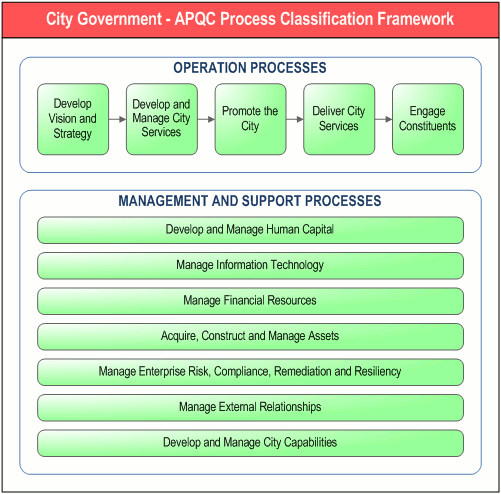 City Government - APQC Process Classification Framework
OPERATION PROCESSES
Develop
Vision and
Strategy
Develop and
Manage City
Services
Promote the
City
Deliver City
Services
Engage
Constituents
MANAGEMENT AND SUPPORT PROCESSES
Develop and Manage Human Capital
Manage Information Technology
Manage Financial Resources
Acquire, Construct and Manage Assets
Manage Enterprise Risk, Compliance, Remediation and Resiliency
Manage External Relationships
Develop and Manage City Capabilities